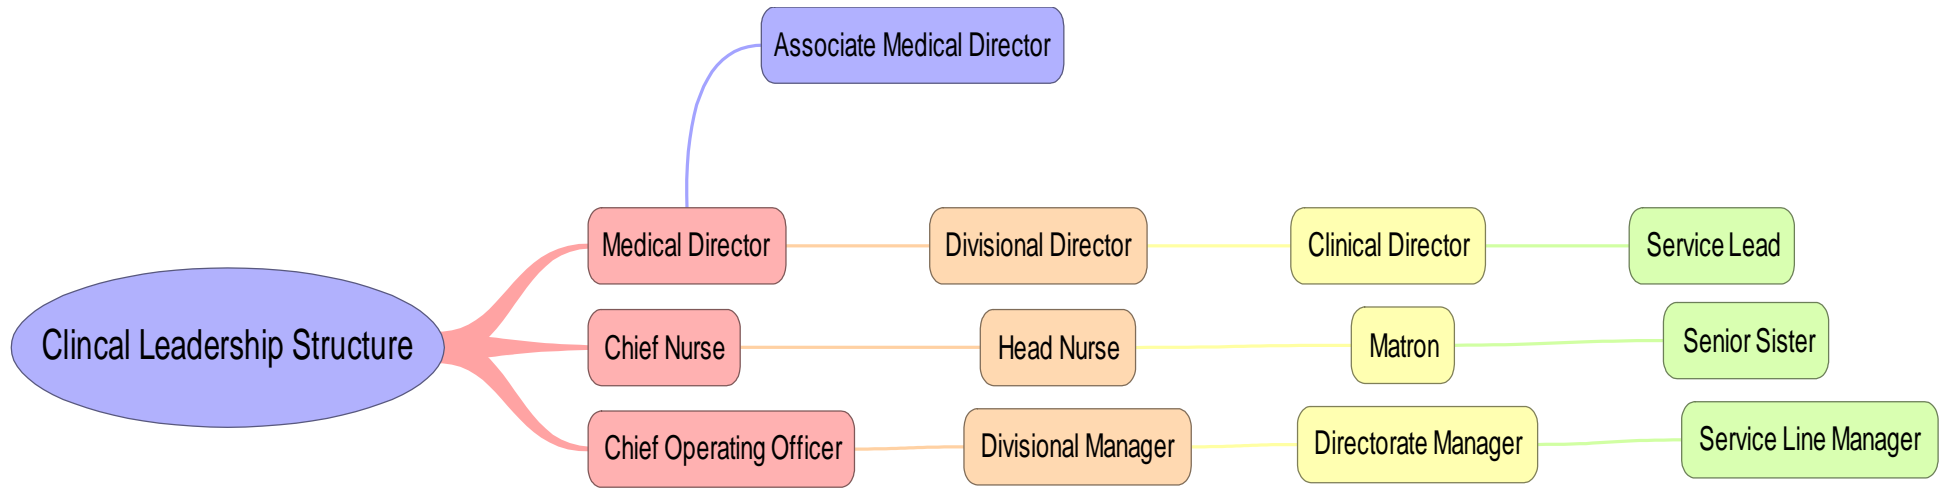 Associate Medical Director
Medical Director
Divisional Director
Clinical Director
Service Lead
Clincal Leadership Structure
Chief Nurse
Head Nurse
Matron
Senior Sister
Chief Operating Officer
Divisional Manager
Directorate Manager
Service Line Manager